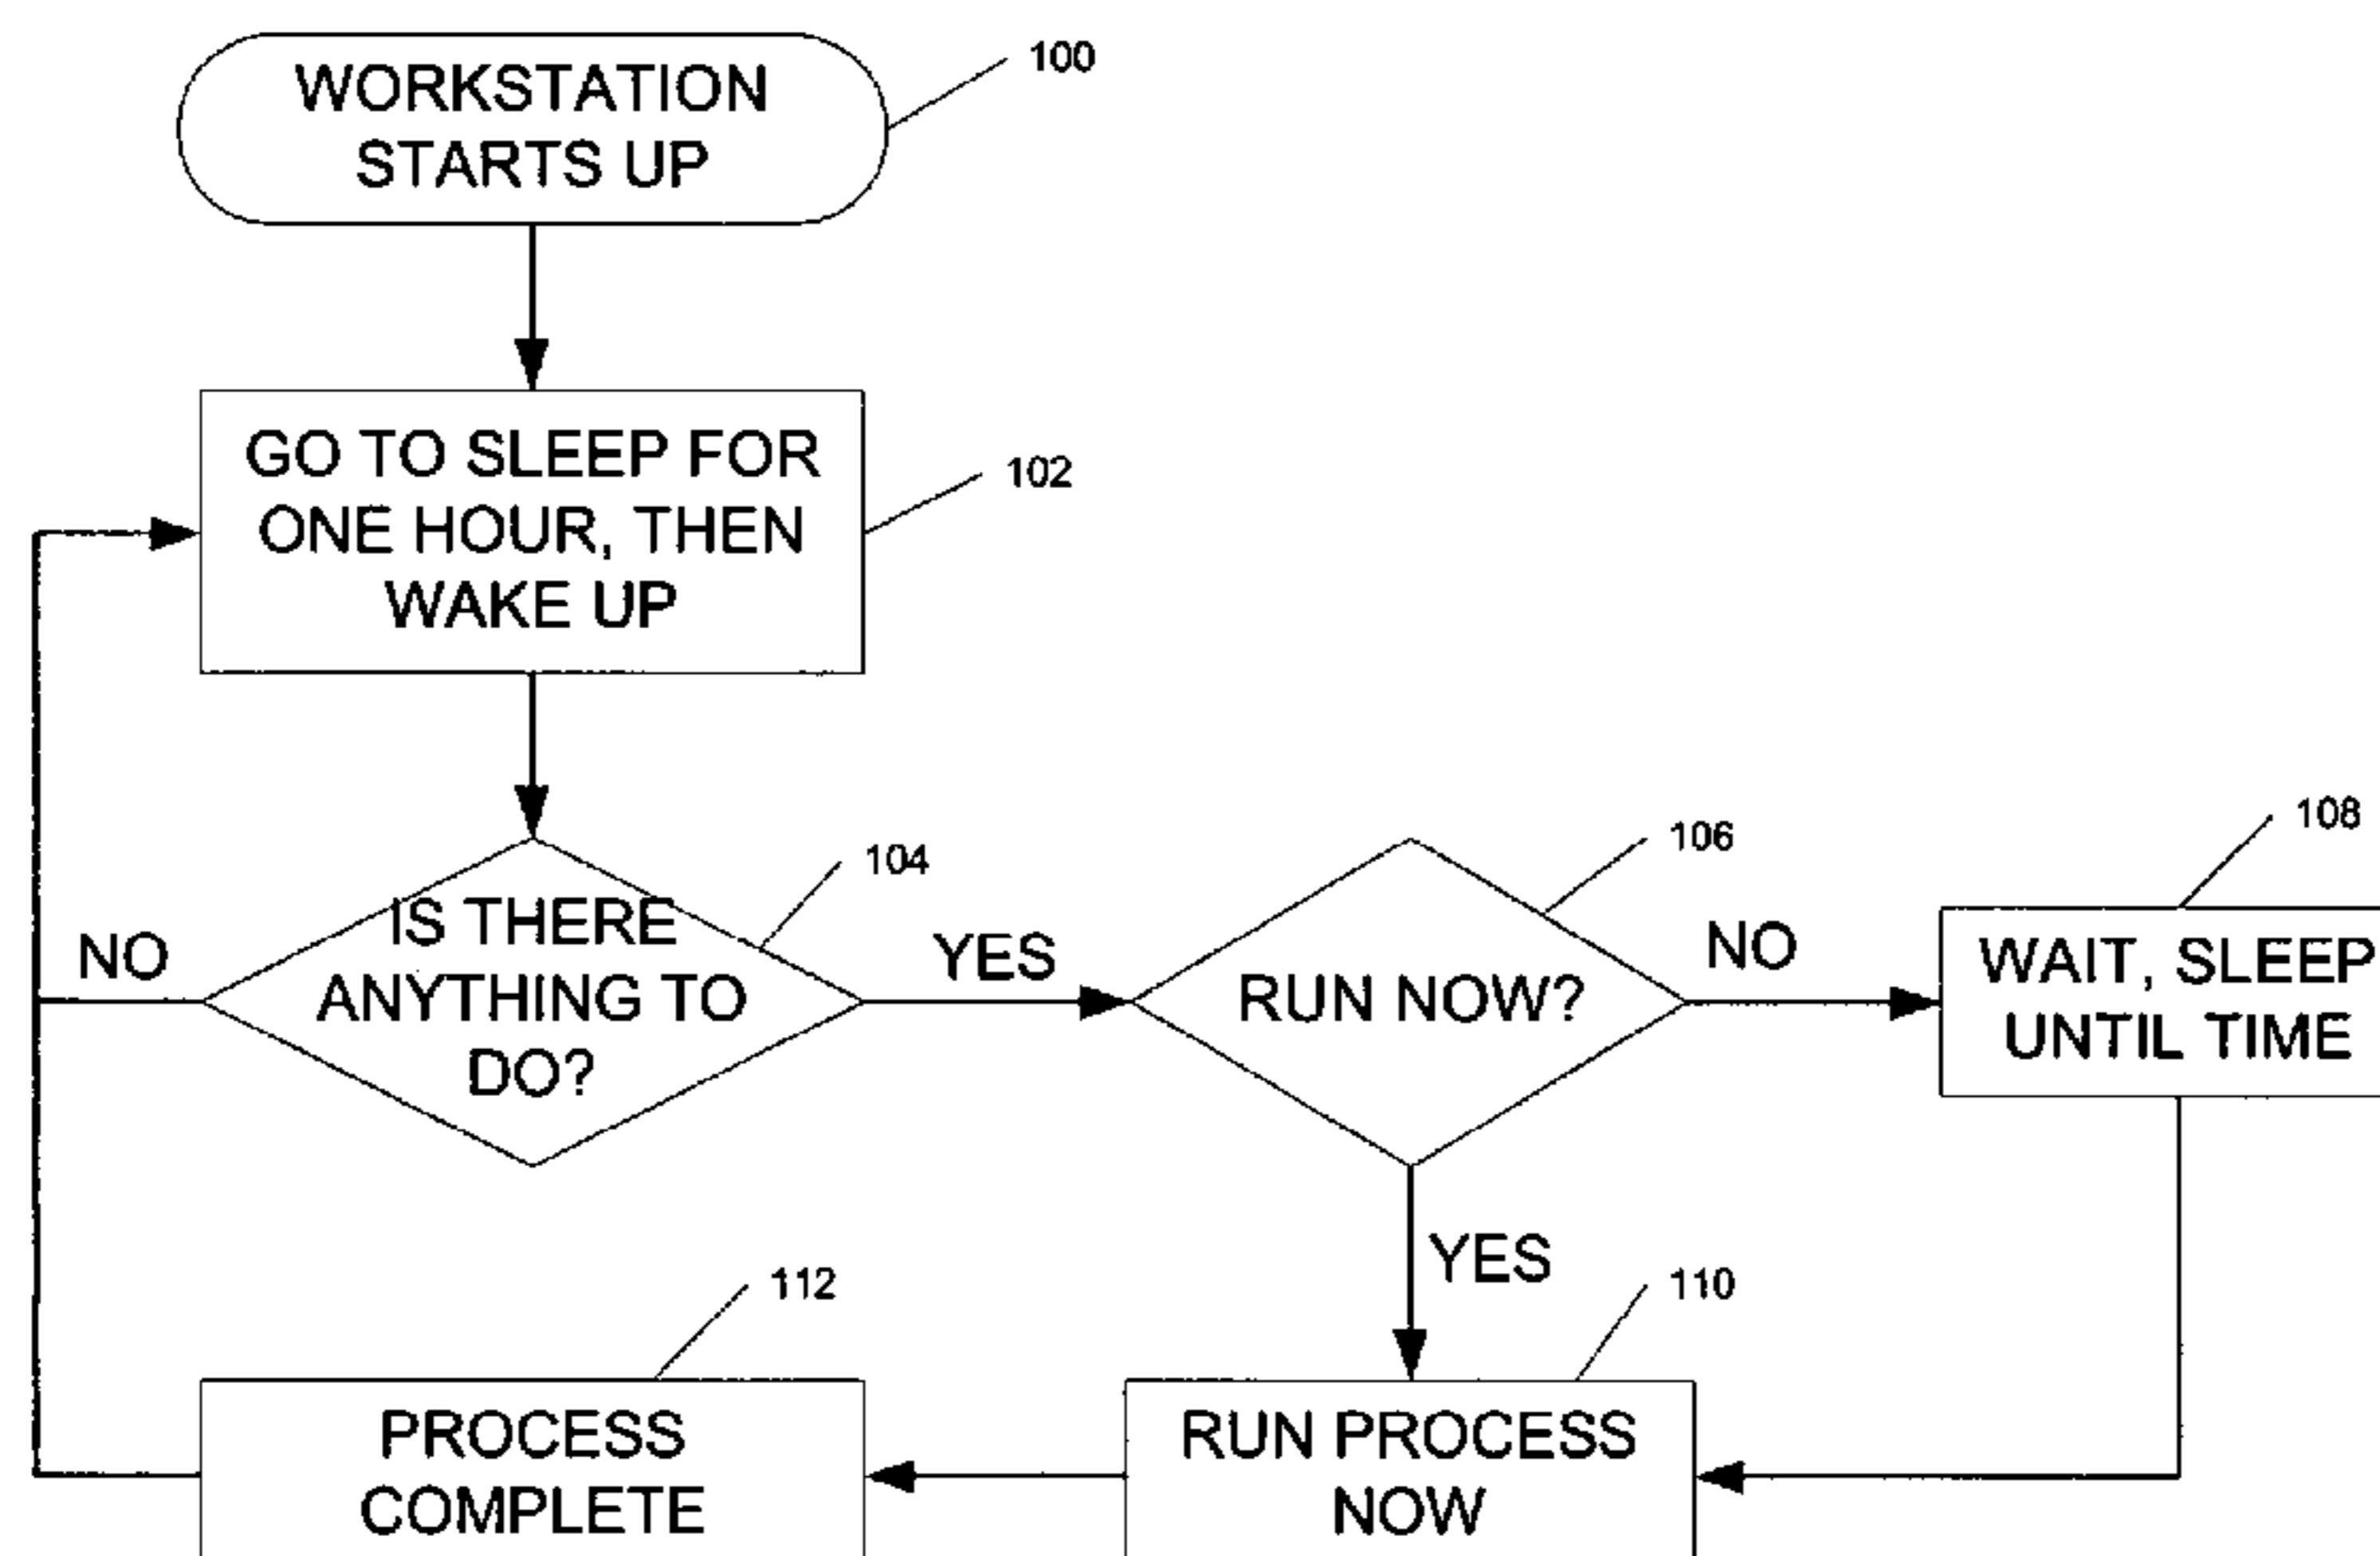 WORKSTATION
STARTS UP
100
GO TO SLEEP FOR
ONE HOUR, THEN
WAKE UP
102
IS THERE
ANYTHING TO
DO?
104
NO
YES
RUN NOW?
106
NO
WAIT, SLEEP
UNTIL TIME
108
YES
RUN PROCESS
NOW
110
PROCESS
COMPLETE
112